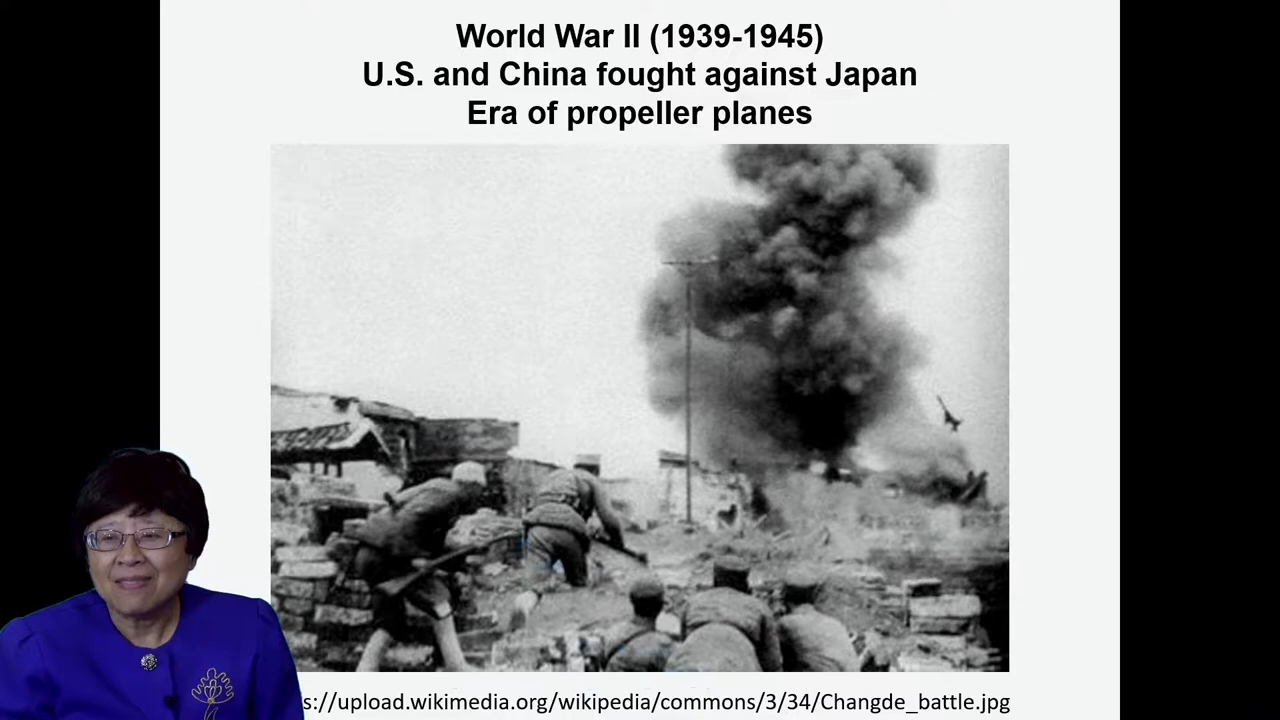 World War II (1939-1945)
U.S. and China fought against Japan
Era of propeller planes
s://upload.wikimedia.org/wikipedia/commons/3/34/Changde_battle.jpg